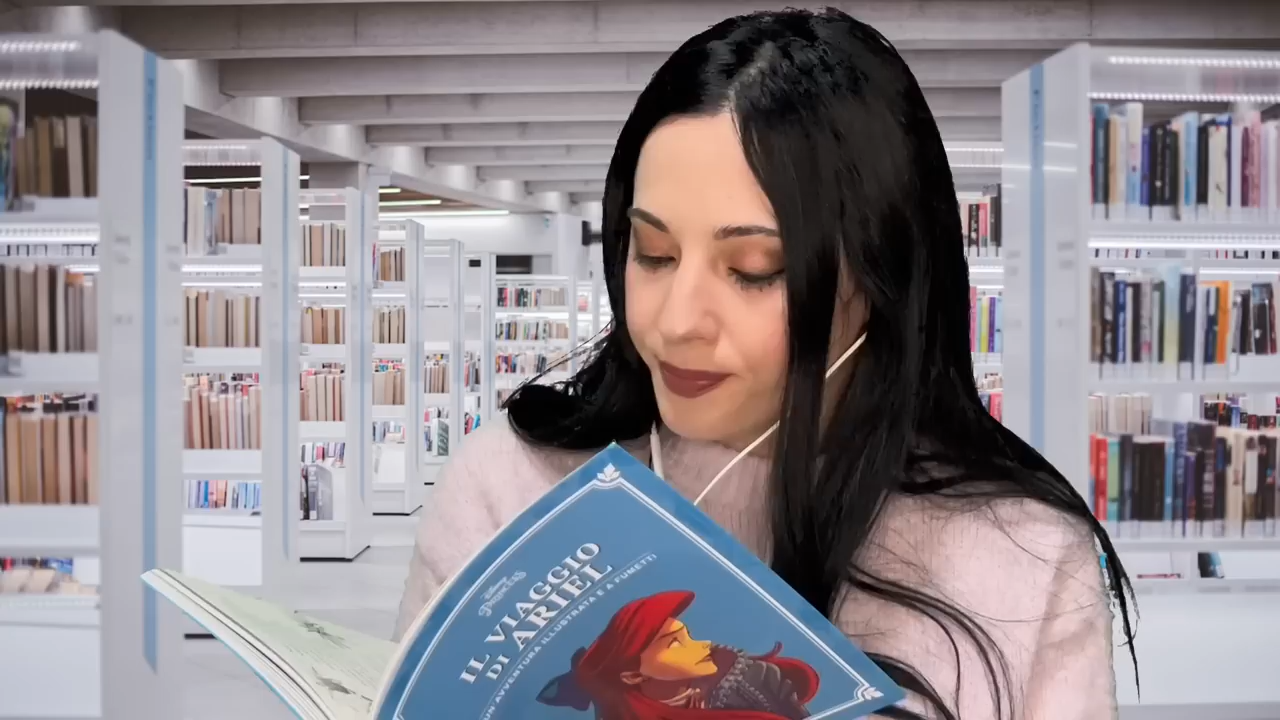 Disney
PRINCESS
IL VIAGGIO
DI ARIEL
UN'AVVENTURA ILLUSTRATA E A FUMETTI